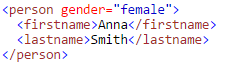 <person gender="female">
  <firstname>Anna</firstname>
  <lastname>Smith</lastname>
</person>